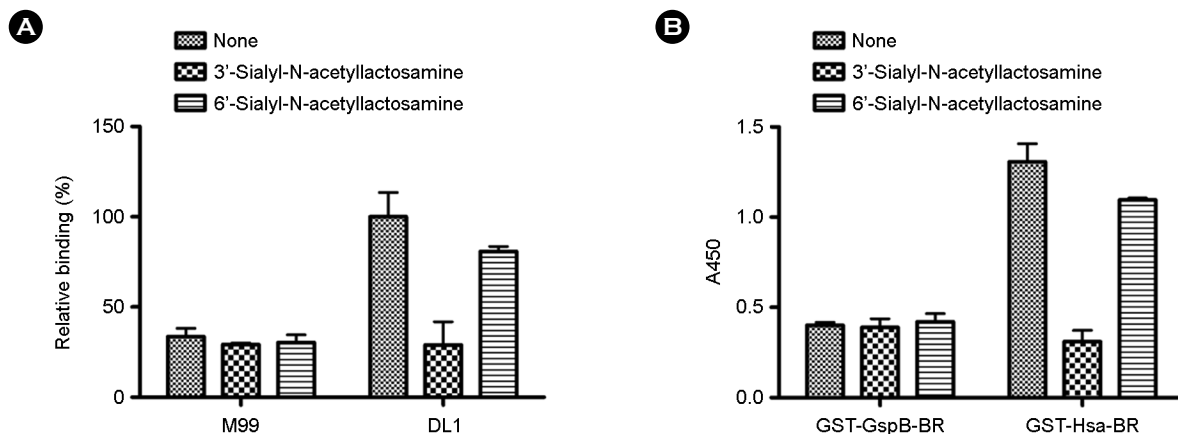 A
None
3’-Sialyl-N-acetyllactosamine
6’-Sialyl-N-acetyllactosamine
Relative binding (%)
150
100
50
0
M99
DL1
B
None
3’-Sialyl-N-acetyllactosamine
6’-Sialyl-N-acetyllactosamine
A450
1.5
1.0
0.5
0.0
GST-GspB-BR
GST-Hsa-BR